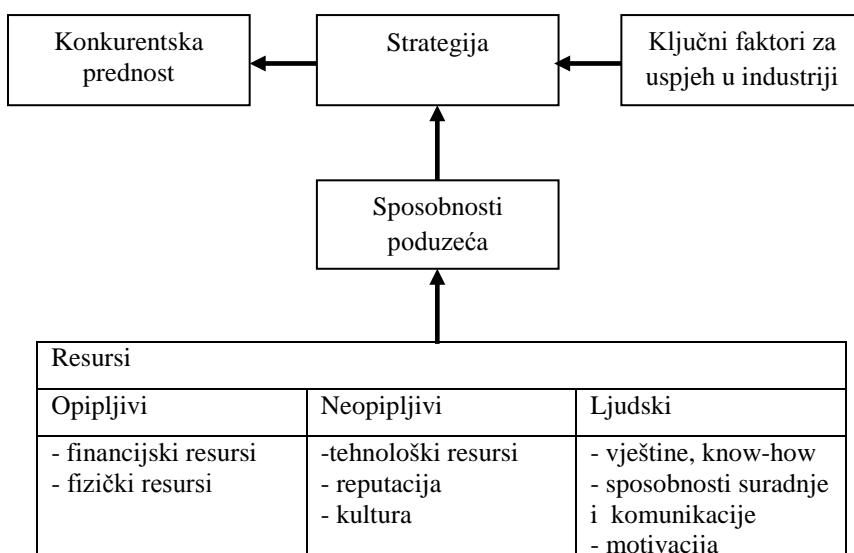 Konkurentska
prednost
Strategija
Ključni faktori za
uspjeh u industriji
Sposobnosti
poduzeća
Resursi
Opipljivi
- financijski resursi
- fizički resursi
Neopipljivi
-tehnološki resursi
- reputacija
- kultura
Ljudski
- vještine, know-how
- sposobnosti suradnje
i komunikacije
- motivacija